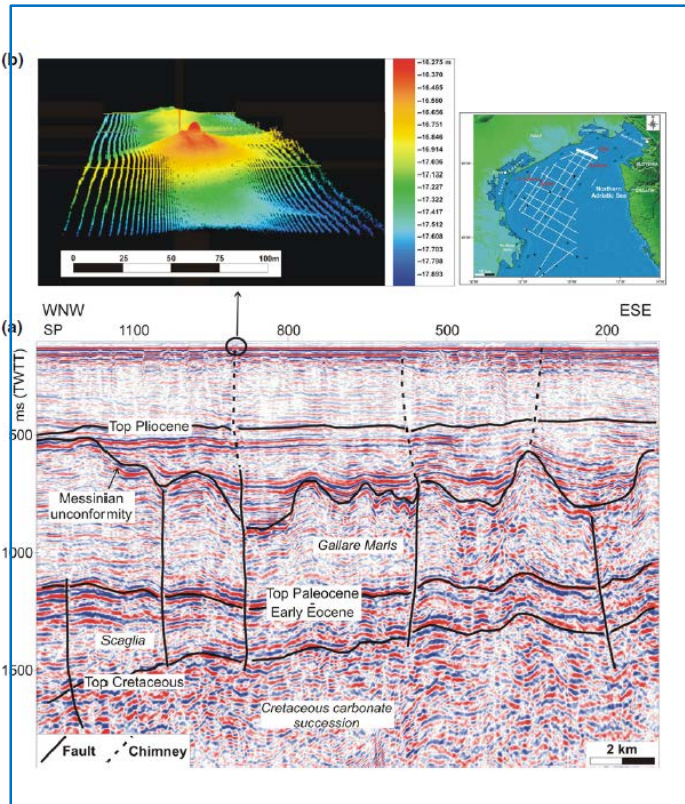 (b)
−16.275 m
−16.370
−16.465
−16.560
−16.656
−16.751
−16.846
−16.914
−17.036
−17.132
−17.227
−17.322
−17.417
−17.512
−17.608
−17.703
−17.798
−17.893
0 25 50 75 100m
Northern
Adriatic Sea
WNW
ESE
(a)
SP 1100 800 500 200
ms (TWTT)
500
1000
1500
Top Pliocene
Messinian
unconformity
Gallare Marls
Top Paleocene
Early Eocene
Scaglia
Top Cretaceous
Cretaceous carbonate
succession
Fault
Chimney
2 km